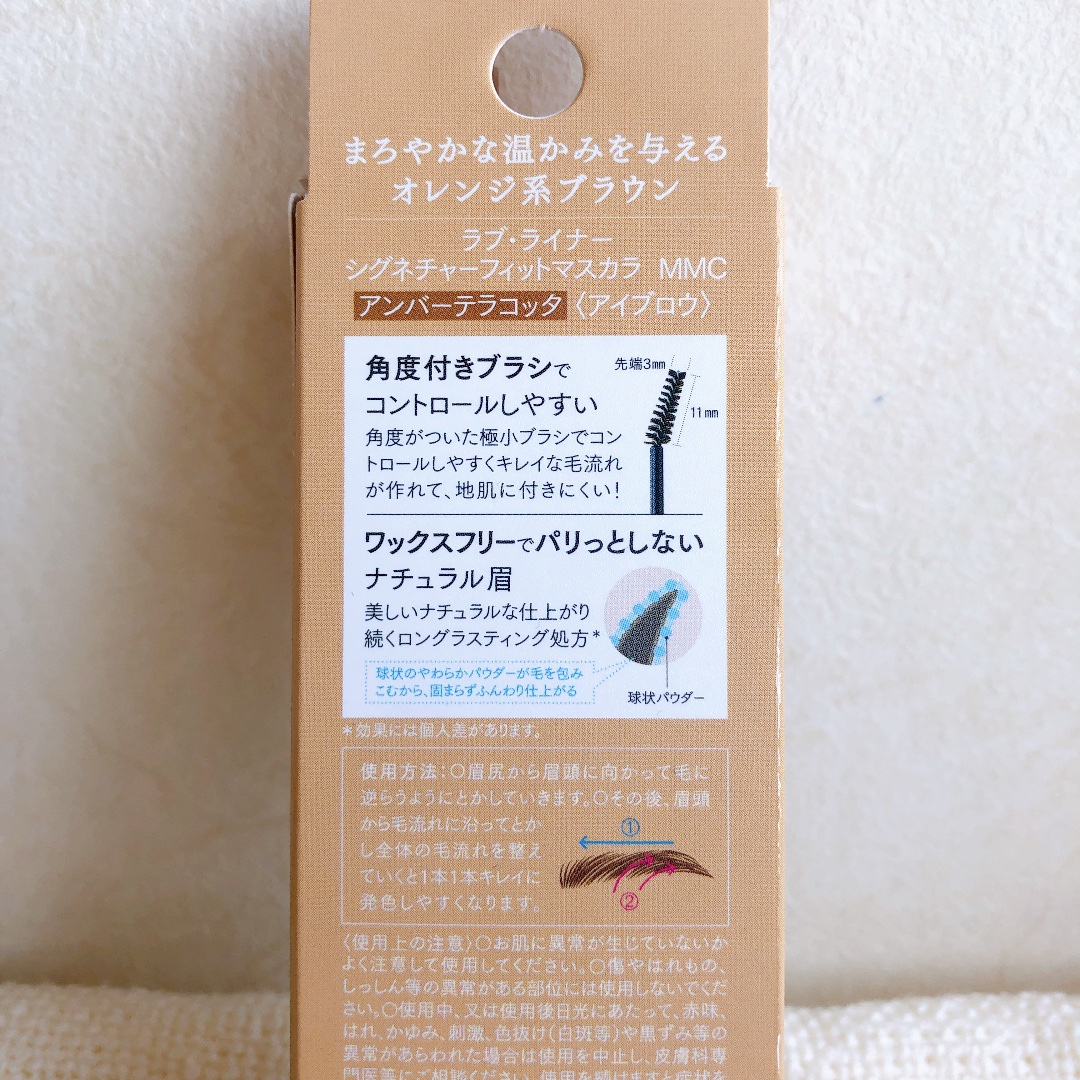 まろやかな温かみを与える
オレンジ系ブラウン
ラブ・ライナー
シグネチャーフィットマスカラ MMC
アンバーテラコッタ〈アイブロウ〉
角度付きブラシで
コントロールしやすい
角度がついた極小ブラシでコン
トロールしやすくキレイな毛流れ
が作れて、地肌に付きにくい!
先端3㎜
11㎜
ワックスフリーでパリっとしない
ナチュラル眉
美しいナチュラルな仕上がり
続くロングラスティング処方*
球状のやわらかパウダーが毛を包み
こむから、固まらずふんわり仕上がる
球状パウダー
*効果には個人差があります。
使用方法:○眉尻から眉頭に向かって毛に
逆らうようにとかしていきます。○その後、眉頭
から毛流れに沿ってとか
し全体の毛流れを整え
ていくと1本1本キレイに
発色しやすくなります。
①
②
〈使用上の注意〉○お肌に異常が生じていないか
よく注意して使用してください。○傷やはれもの、
しっしん等の異常がある部位には使用しないでくだ
さい。○使用中、又は使用後日光にあたって、赤味、
はれ、かゆみ、刺激、色抜け(白斑等)や黒ずみ等の
異常があらわれた場合は使用を中止し、皮膚科専
門医等にご相談ください。使用を続けますと症状を